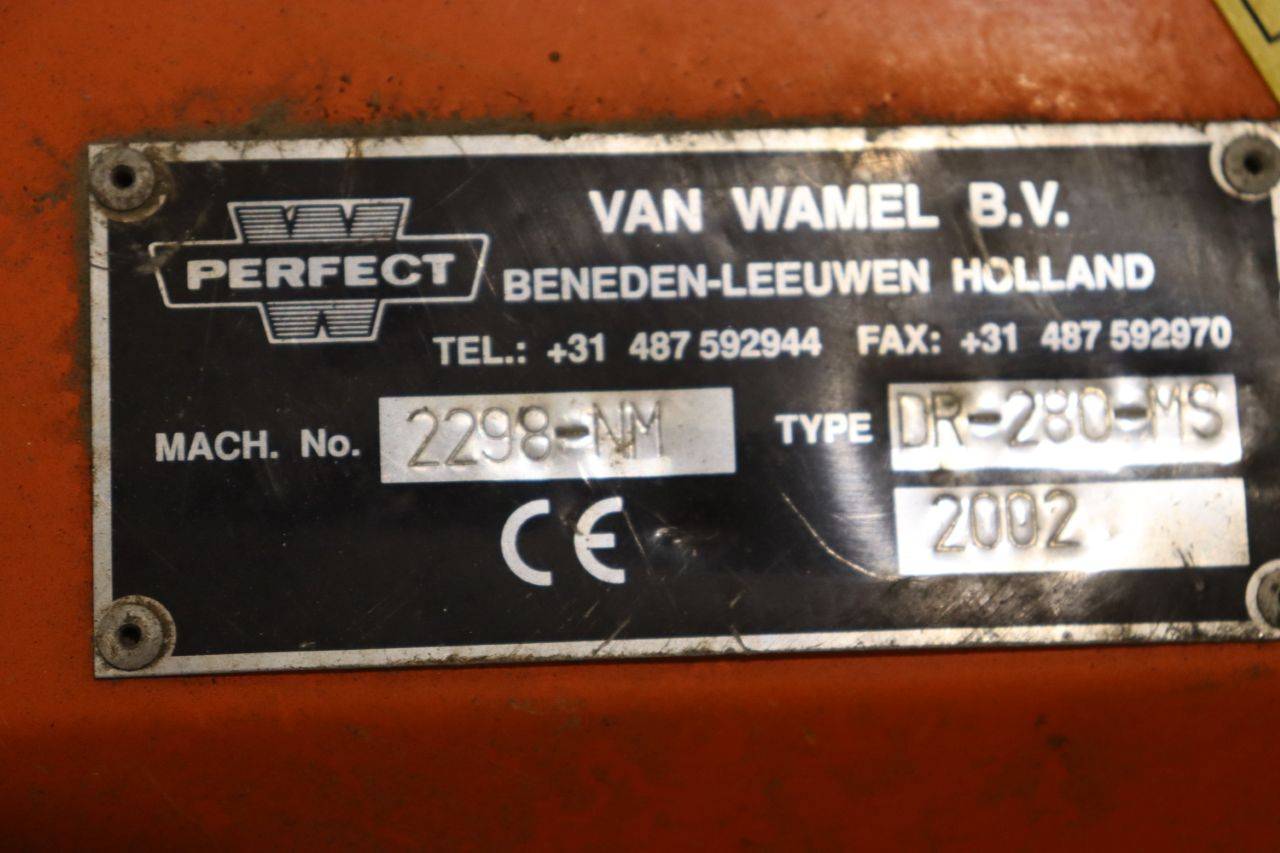 W
PERFECT
W
VAN WAMEL B.V.
BENEDEN-LEEUWEN HOLLAND
TEL.: +31 487 592944 FAX: +31 487 592970
MACH. No. 2298-NM TYPE DR-280-MS
CE 2002